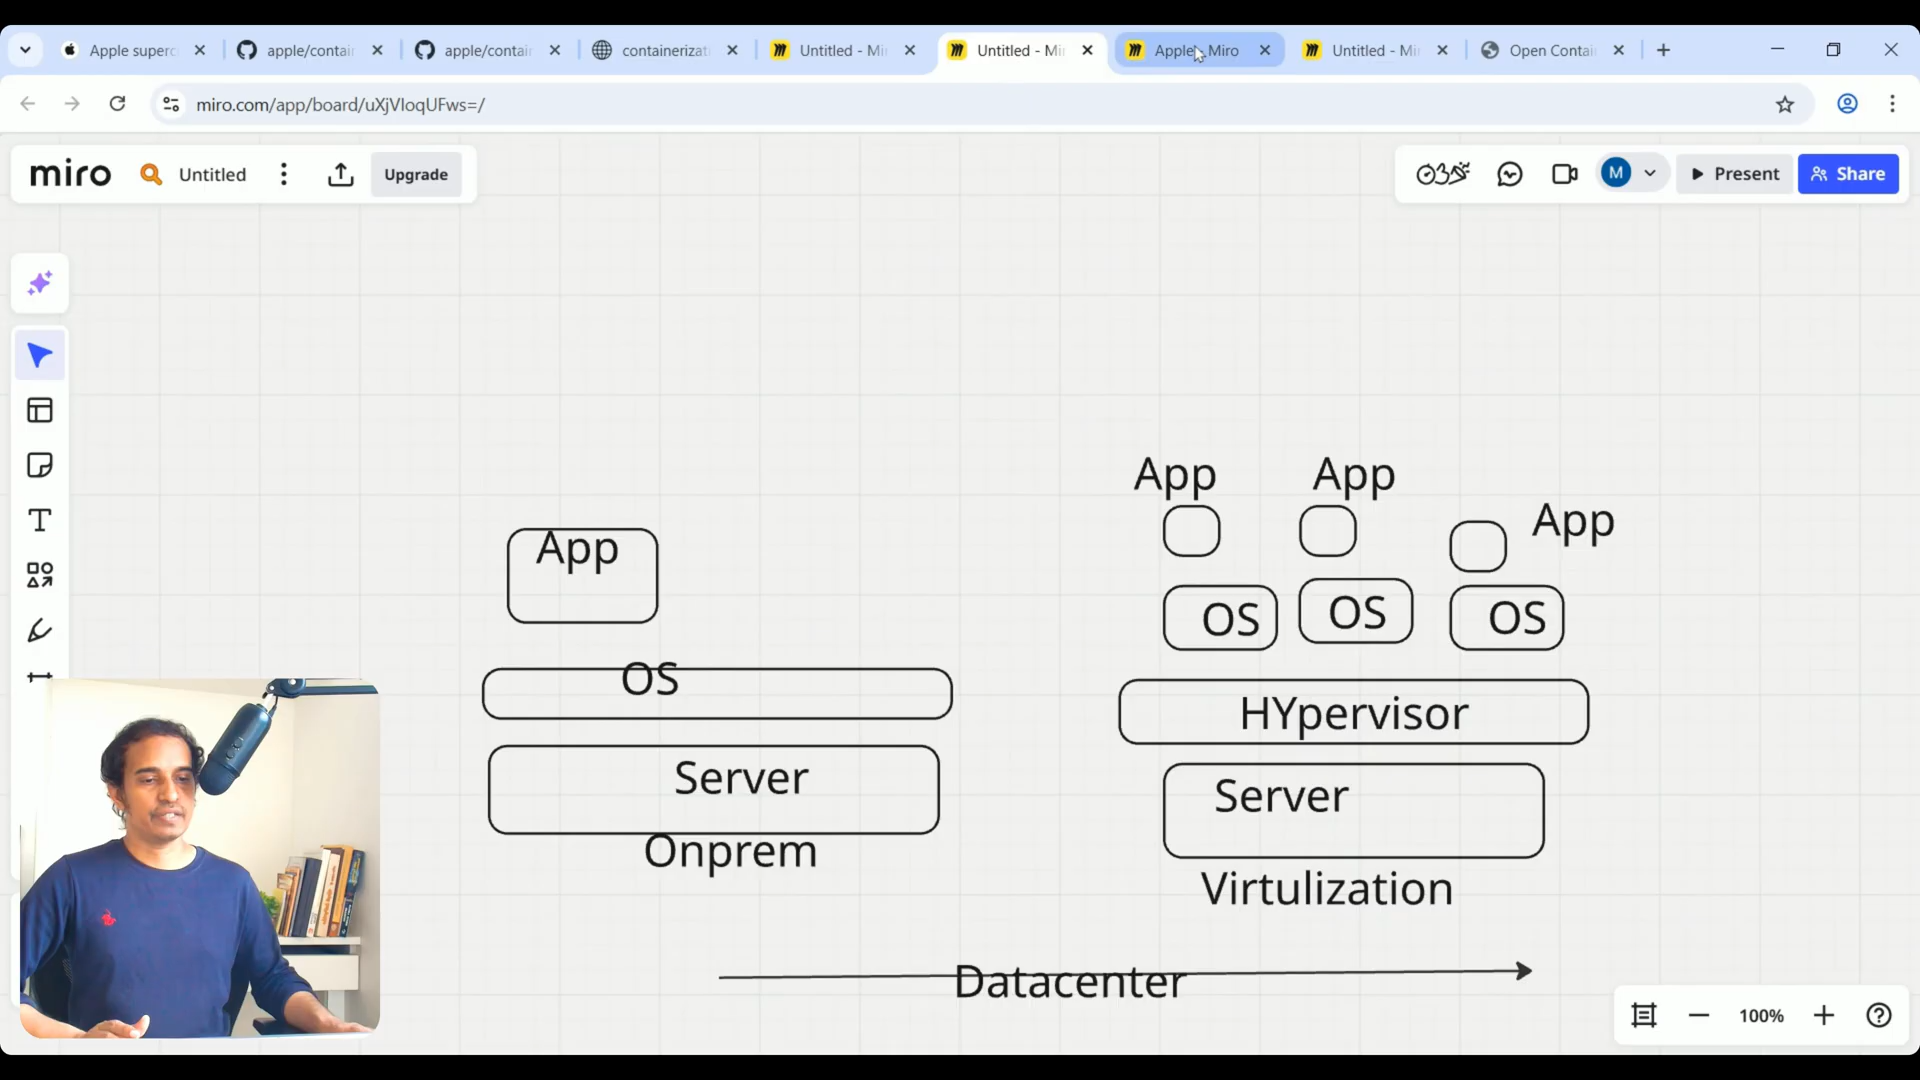 Apple superc
apple/contai
apple/contai
containerizat
Untitled - Mi
Untitled - Mi
Apple - Miro
Untitled - Mi
Open Contai
miro.com/app/board/uXjVIoqUFws=/
miro
Untitled
Upgrade
M
Present
Share
App
App
App
App
OS
OS
OS
OS
HYpervisor
Server
Server
Onprem
Virtulization
Datacenter
100%